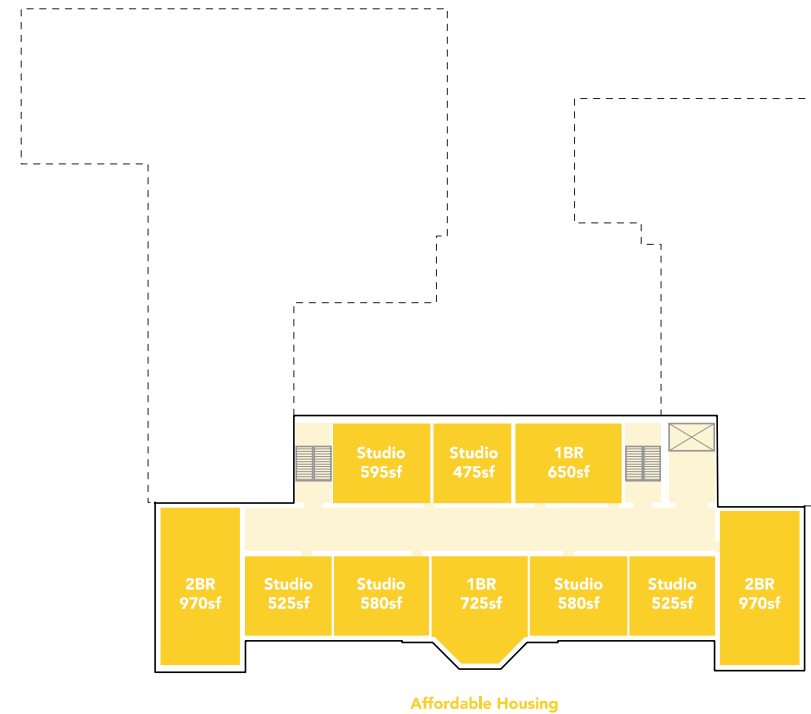 Studio
595sf
Studio
475sf
1BR
650sf
2BR
970sf
Studio
525sf
Studio
580sf
1BR
725sf
Studio
580sf
Studio
525sf
2BR
970sf
Affordable Housing